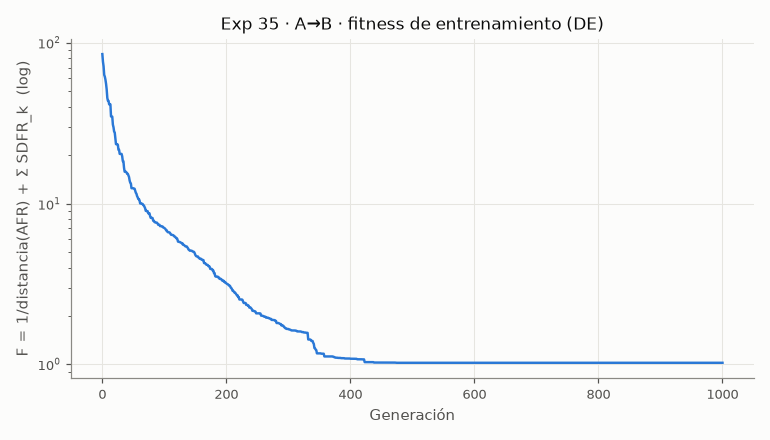 Exp 35 · A→B · fitness de entrenamiento (DE)
F = 1/distancia(AFR) + Σ SDFR_k (log)
10²
10¹
10⁰
0 200 400 600 800 1000
Generación